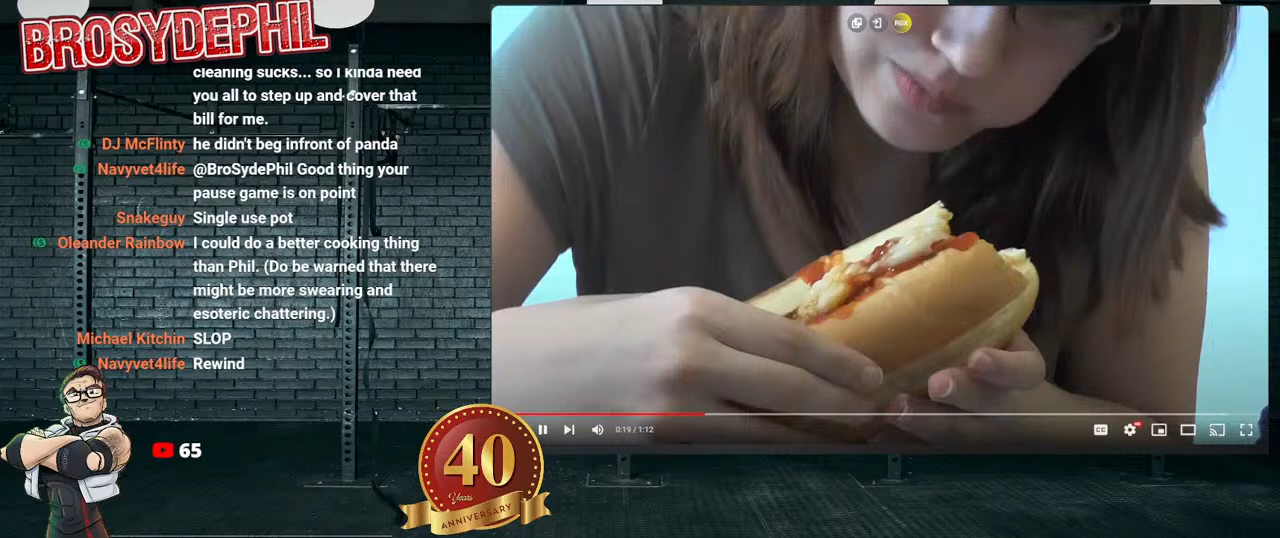 BROSYDEPHIL
cleaning sucks... so I kinda need
you all to step up and cover that
bill for me.
DJ McFlinty he didn't beg infront of panda
Navyvet4life @BroSydePhil Good thing your
pause game is on point
Snakeguy Single use pot
Oleander Rainbow I could do a better cooking thing
than Phil. (Do be warned that there
might be more swearing and
esoteric chattering.)
Michael Kitchin SLOP
Navyvet4life Rewind
65
40
Years
ANNIVERSARY
RGX
0:19 / 1:12
CC